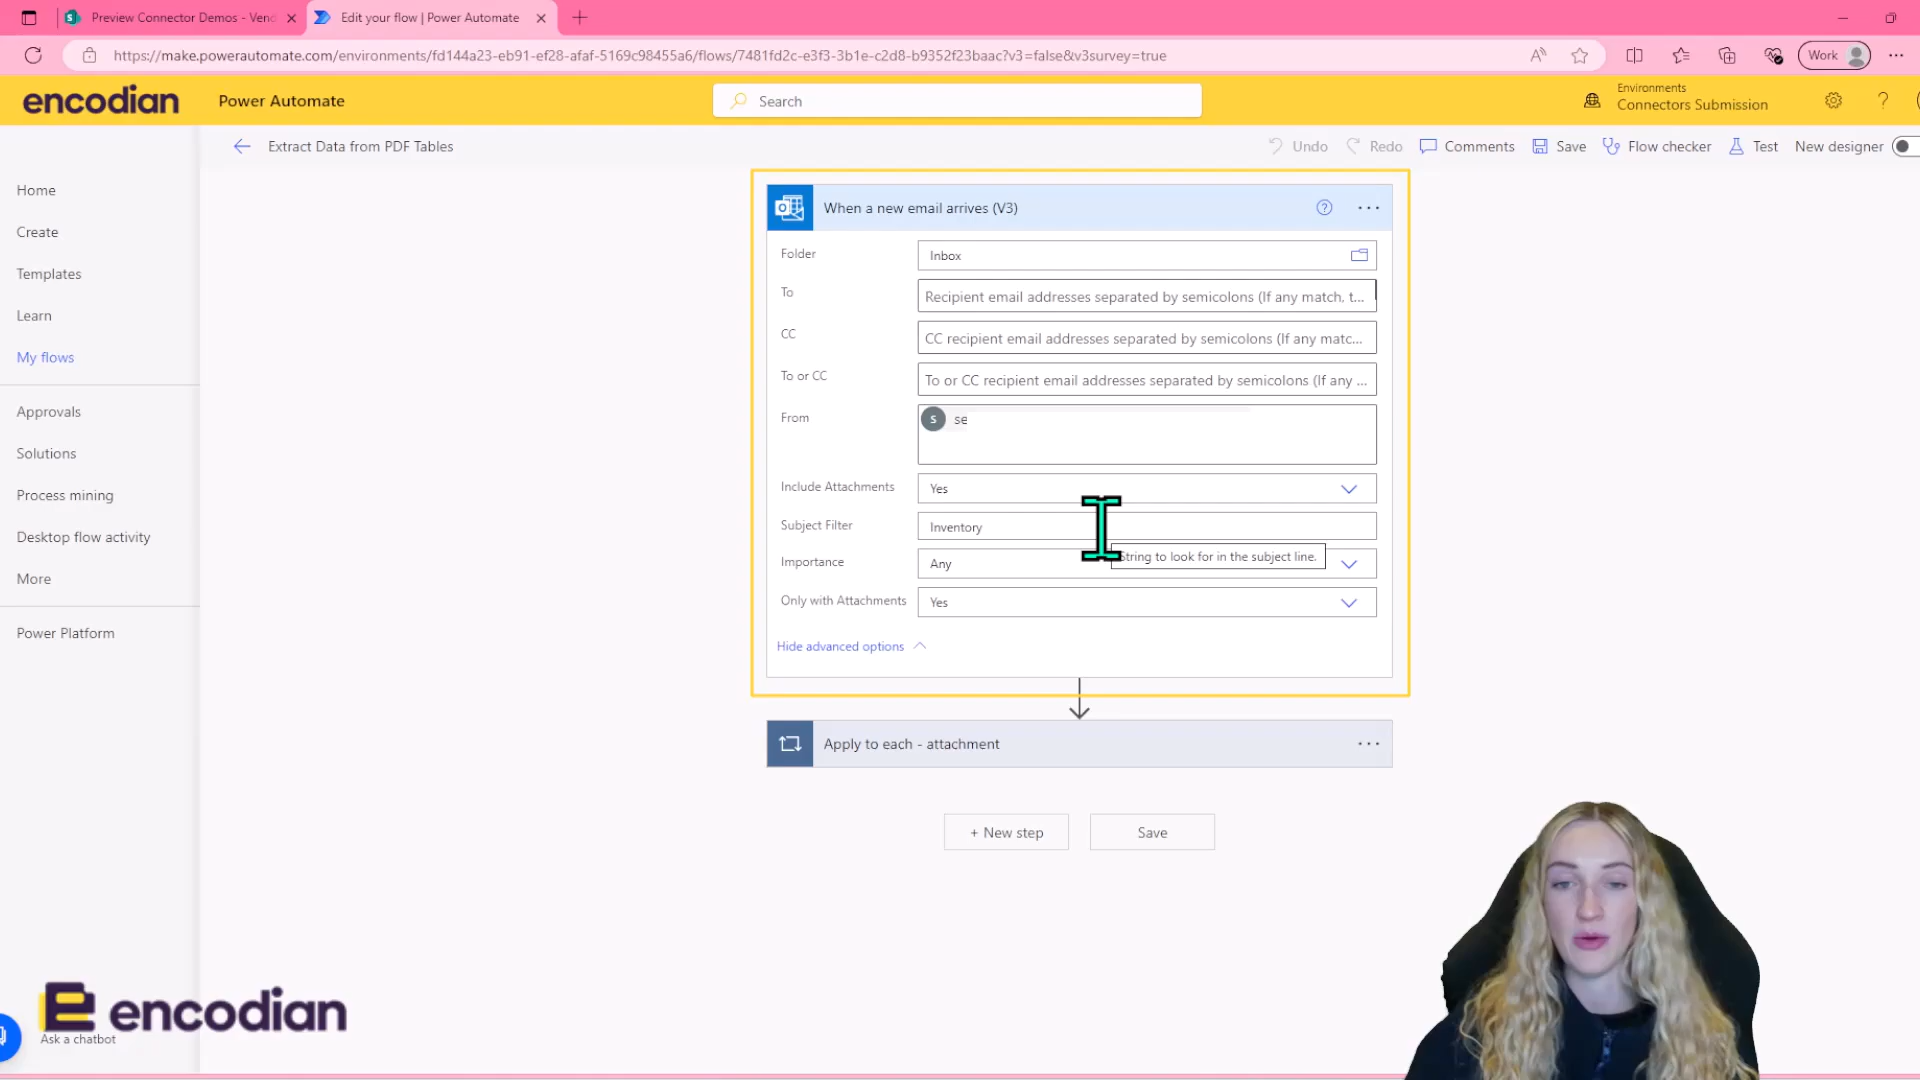 Preview Connector Demos - Vend
Edit your flow | Power Automate
https://make.powerautomate.com/environments/fd144a23-eb91-ef28-afaf-5169c98455a6/flows/7481fd2c-e3f3-3b1e-c2d8-b9352f23baac?v3=false&v3survey=true
Work
encodian
Power Automate
Search
Environments
Connectors Submission
Extract Data from PDF Tables
Undo
Redo
Comments
Save
Flow checker
Test
New designer
Home
Create
Templates
Learn
My flows
Approvals
Solutions
Process mining
Desktop flow activity
More
Power Platform
When a new email arrives (V3)
Folder
Inbox
To
Recipient email addresses separated by semicolons (If any match, t...
CC
CC recipient email addresses separated by semicolons (If any matc...
To or CC
To or CC recipient email addresses separated by semicolons (If any ...
From
S
se
Include Attachments
Yes
Subject Filter
Inventory
String to look for in the subject line.
Importance
Any
Only with Attachments
Yes
Hide advanced options
Apply to each - attachment
+ New step
Save
encodian
Ask a chatbot